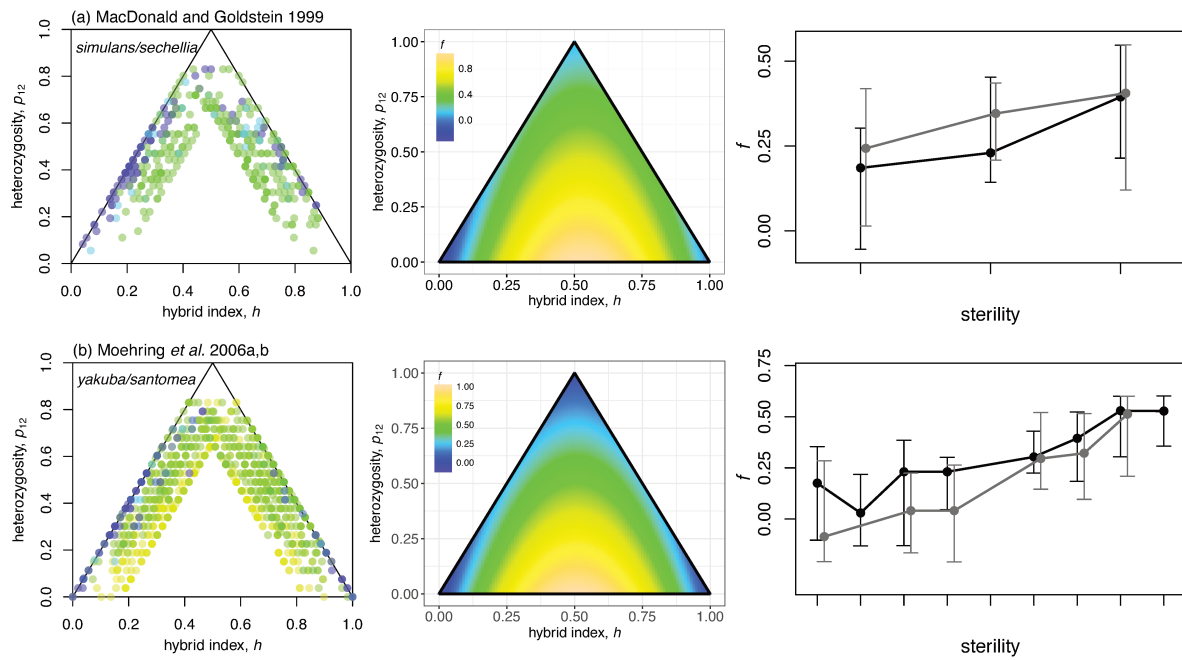 (a) MacDonald and Goldstein 1999
simulans/sechellia
heterozygosity, p12
0.0 0.2 0.4 0.6 0.8 1.0
0.0 0.2 0.4 0.6 0.8 1.0
hybrid index, h
f
0.8
0.4
0.0
heterozygosity, p12
1.00
0.75
0.50
0.25
0.00
0.00 0.25 0.50 0.75 1.00
hybrid index, h
f
0.50
0.25
0.00
sterility
(b) Moehring et al. 2006a,b
yakuba/santomea
heterozygosity, p12
0.0 0.2 0.4 0.6 0.8 1.0
0.0 0.2 0.4 0.6 0.8 1.0
hybrid index, h
f
1.00
0.75
0.50
0.25
0.00
heterozygosity, p12
1.00
0.75
0.50
0.25
0.00
0.00 0.25 0.50 0.75 1.00
hybrid index, h
f
0.75
0.50
0.25
0.00
sterility